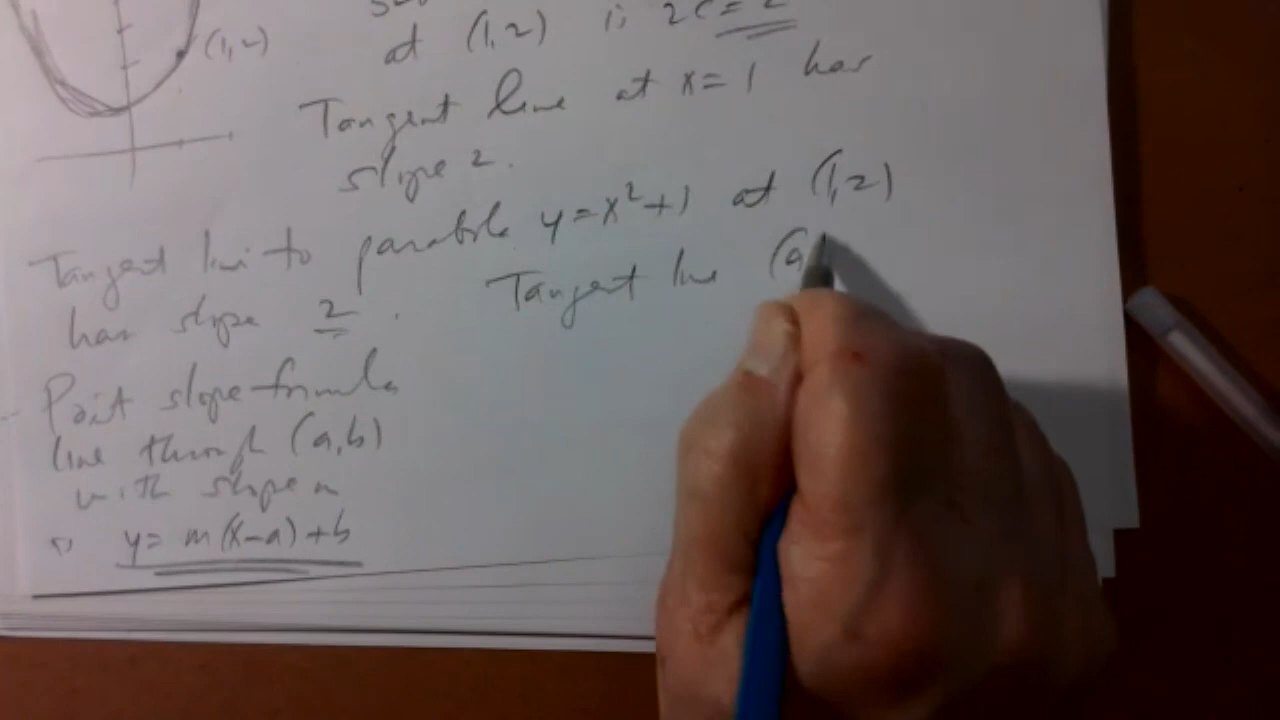 (1,2)
at (1,2) is 2c=2
Tangent line at x=1 has
slope 2.
Tangent line to parabola y=x²+1 at (1,2)
has slope 2. Tangent line (a
Point slope formula
line through (a,b)
with slope m
is y= m(x-a)+b